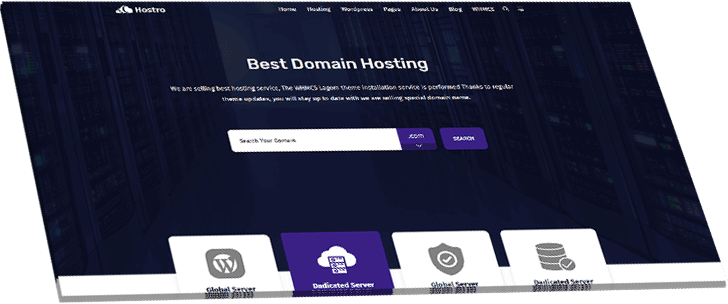 Hostro
Home Hosting Wordpress Pages About Us Blog WHMCS
Best Domain Hosting
We are selling best hosting service, The WHMCS Lagom theme installation service is performed Thanks to regular
theme updates, you will stay up to date with we are selling special domain name.
Search Your Domain .com SEARCH
Global Server Dadicated Server Global Server Dadicated Server